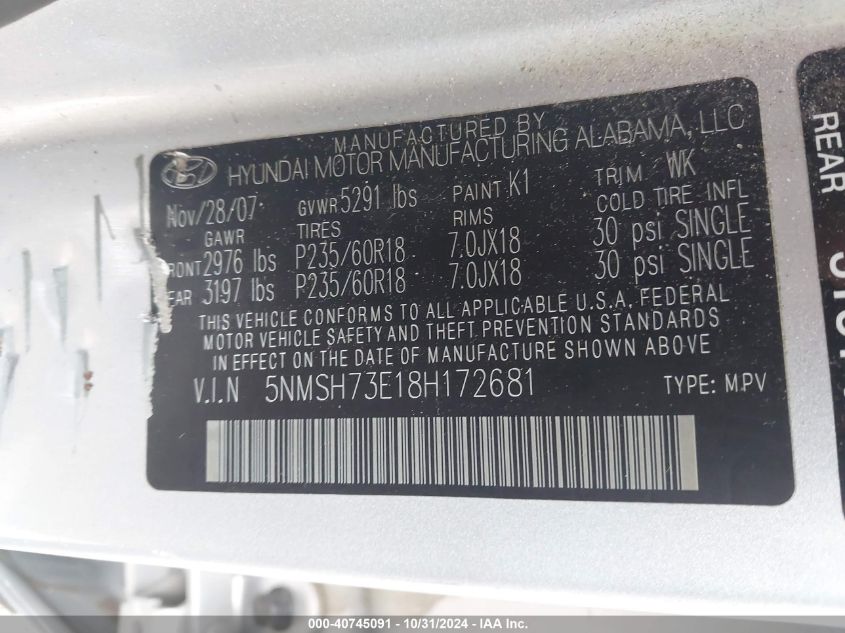 MANUFACTURED BY
HYUNDAI MOTOR MANUFACTURING ALABAMA, LLC
Nov/28/07 GVWR 5291 lbs PAINT K1 TRIM WK
GAWR TIRES RIMS COLD TIRE INFL
FRONT 2976 lbs P235/60R18 7.0JX18 30 psi SINGLE
REAR 3197 lbs P235/60R18 7.0JX18 30 psi SINGLE
THIS VEHICLE CONFORMS TO ALL APPLICABLE U.S.A. FEDERAL
MOTOR VEHICLE SAFETY AND THEFT PREVENTION STANDARDS
IN EFFECT ON THE DATE OF MANUFACTURE SHOWN ABOVE
V.I.N 5NMSH73E18H172681 TYPE: MPV
REAR
000-40745091 - 10/31/2024 - IAA Inc.